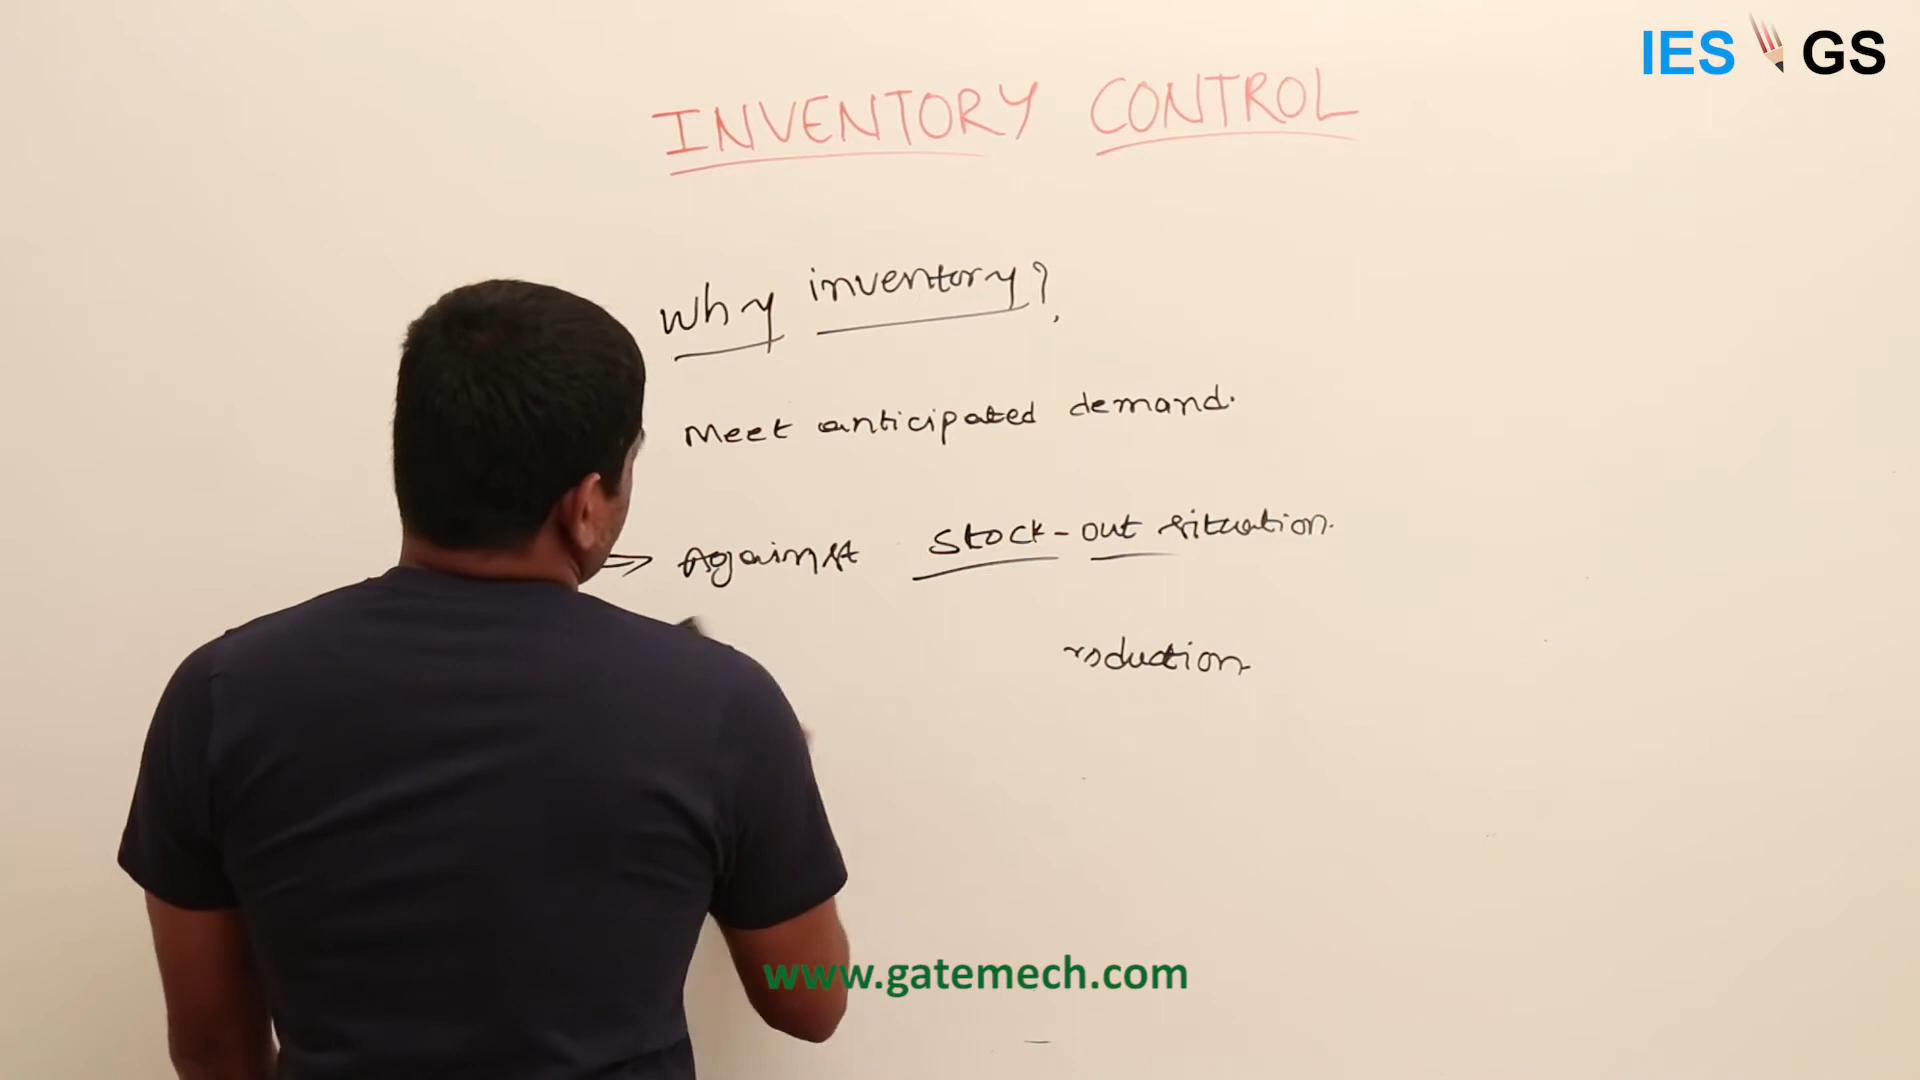 IES GS
INVENTORY CONTROL
Why inventory?
Meet anticipated demand.
⇒ Against stock-out situation.
roduction
www.gatemech.com